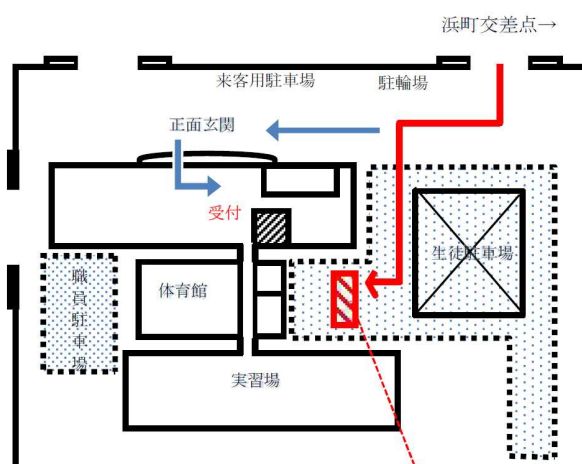 浜町交差点→
来客用駐車場
駐輪場
正面玄関
受付
生徒駐車場
体育館
職員駐車場
実習場